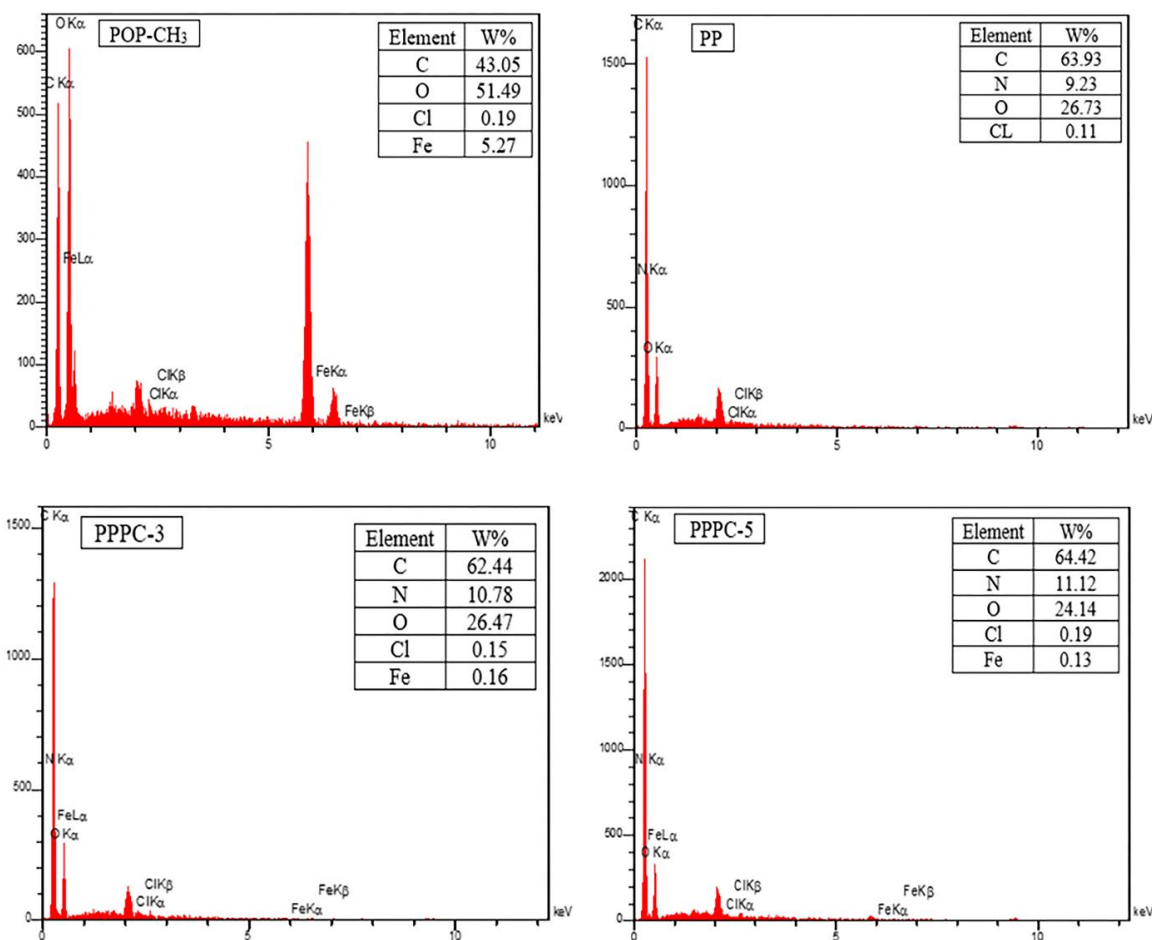 O Kα
POP-CH₃
600
500
400
300
200
100
0
C Kα
FeLα
ClKβ
ClKα
FeKα
FeKβ
keV
0
5
10
Element W%
C 43.05
O 51.49
Cl 0.19
Fe 5.27
C Kα
PP
1500
1000
500
0
N Kα
O Kα
ClKβ
ClKα
keV
0
5
10
Element W%
C 63.93
N 9.23
O 26.73
CL 0.11
C Kα
PPPC-3
1500
1000
500
0
N Kα
FeLα
O Kα
ClKβ
ClKα
FeKβ
FeKα
keV
0
5
10
Element W%
C 62.44
N 10.78
O 26.47
Cl 0.15
Fe 0.16
C Kα
PPPC-5
2000
1500
1000
500
0
N Kα
FeLα
O Kα
ClKβ
ClKα
FeKβ
FeKα
keV
0
5
10
Element W%
C 64.42
N 11.12
O 24.14
Cl 0.19
Fe 0.13